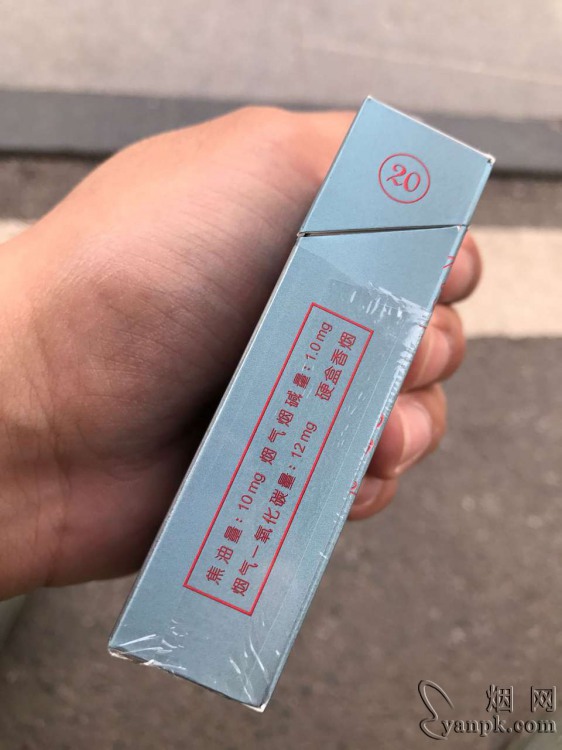 20
焦油量：10mg 烟气烟碱量：1.0mg
烟气一氧化碳量：12mg 硬盒香烟
烟网
yanpk.com